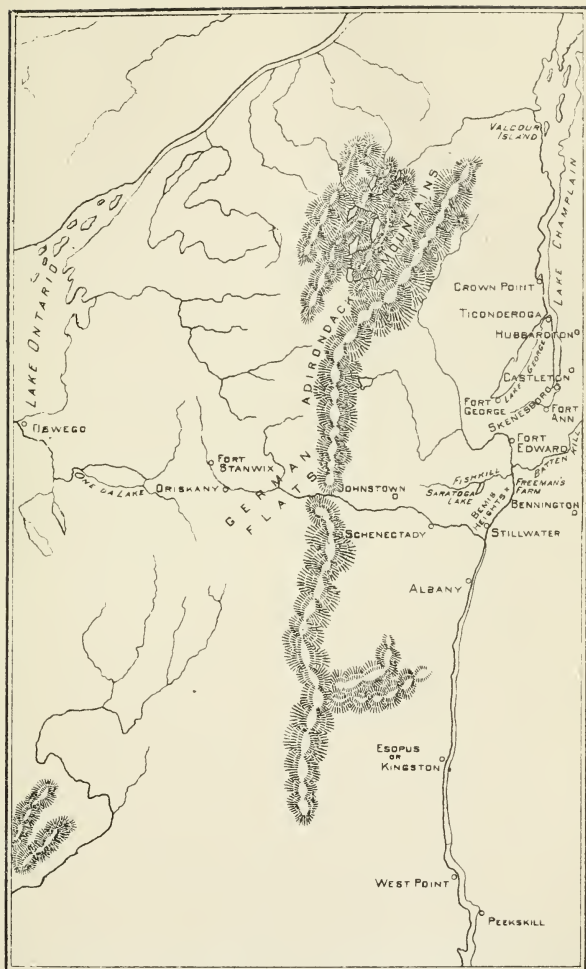 VALCOUR
ISLAND
LAKE CHAMPLAIN
ADIRONDACK MOUNTAINS
LAKE ONTARIO
CROWN POINT
TICONDEROGA
HUBBARDTON
LAKE GEORGE
CASTLETON
FORT
GEORGE
SKENESBORO
FORT
ANN
OSWEGO
FORT
STANWIX
FORT
EDWARD
BATTEN KILL
ONEIDA LAKE
ORISKANY
GERMAN
FLATS
JOHNSTOWN
FISHKILL
SARATOGA
LAKE
FREEMAN'S
FARM
BEMIS
HEIGHTS
BENNINGTON
SCHENECTADY
STILLWATER
ALBANY
ESOPUS
OR
KINGSTON
WEST POINT
PEEKSKILL